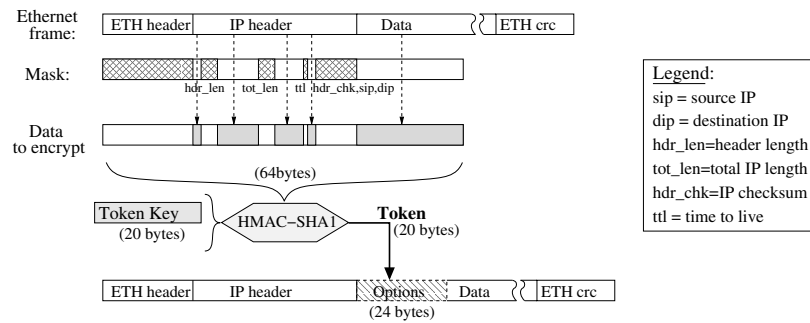 Ethernet
frame:
ETH header
IP header
Data
ETH crc
Mask:
hdr_len
tot_len
ttl
hdr_chk,sip,dip
Data
to encrypt
(64bytes)
Token Key
(20 bytes)
HMAC−SHA1
Token
(20 bytes)
ETH header
IP header
Options
Data
ETH crc
(24 bytes)
Legend:
sip = source IP
dip = destination IP
hdr_len=header length
tot_len=total IP length
hdr_chk=IP checksum
ttl = time to live